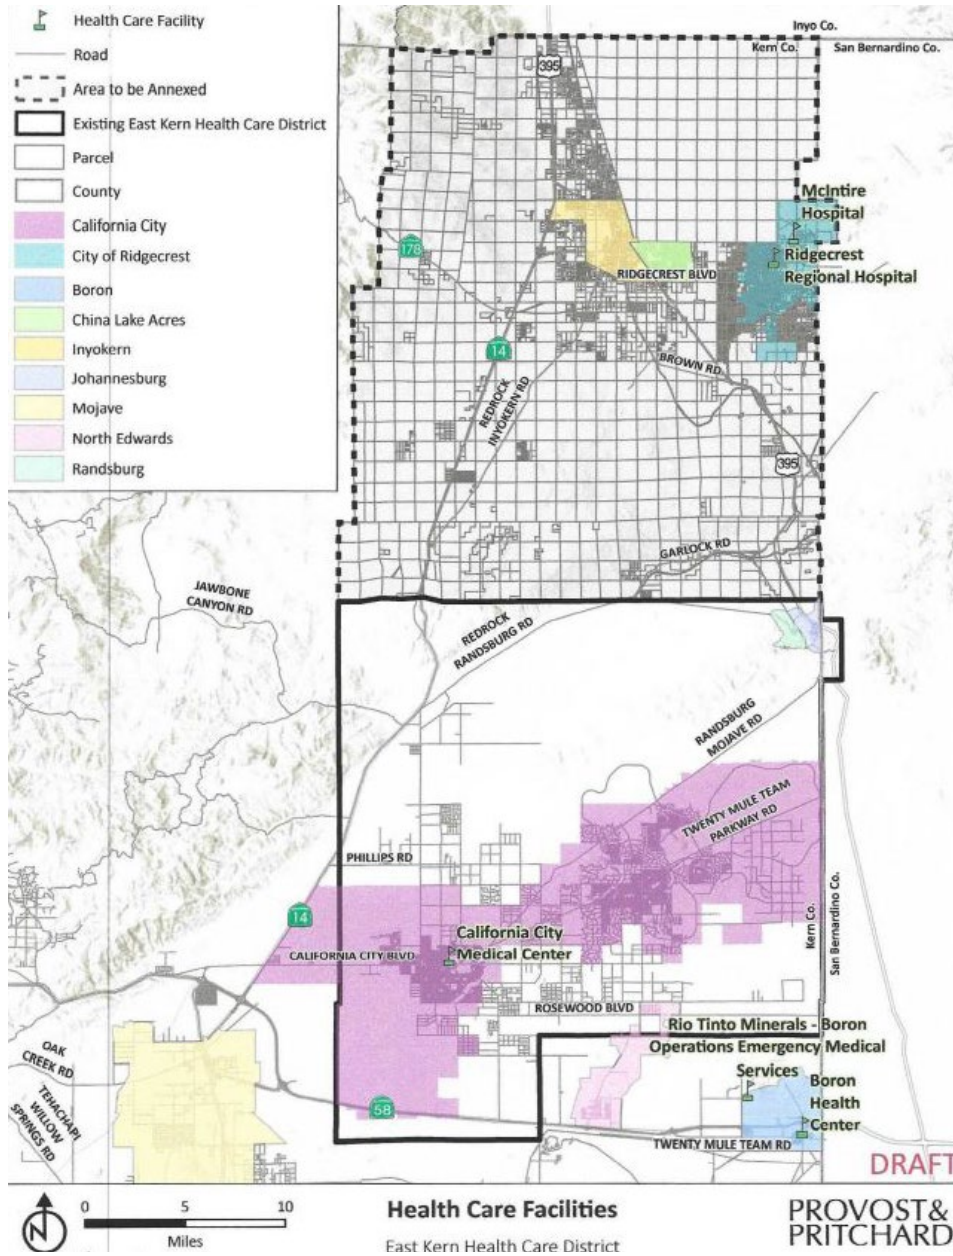 Health Care Facility
Road
Area to be Annexed
Existing East Kern Health Care District
Parcel
County
California City
City of Ridgecrest
Boron
China Lake Acres
Inyokern
Johannesburg
Mojave
North Edwards
Randsburg
Inyo Co.
Kern Co.
San Bernardino Co.
395
McIntire
Hospital
178
RIDGECREST BLVD
Ridgecrest
Regional Hospital
14
BROWN RD
REDROCK
INYOKERN RD
395
GARLOCK RD
JAWBONE
CANYON RD
REDROCK
RANDSBURG RD
RANDSBURG
MOJAVE RD
TWENTY MULE TEAM
PARKWAY RD
PHILLIPS RD
14
California City
Medical Center
CALIFORNIA CITY BLVD
Kern Co.
San Bernardino Co.
ROSEWOOD BLVD
Rio Tinto Minerals - Boron
Operations Emergency Medical
Services
OAK
CREEK RD
TEHACHAPI
WILLOW
SPRINGS RD
58
Boron
Health
Center
TWENTY MULE TEAM RD
DRAFT
N
0 5 10
Miles
Health Care Facilities
East Kern Health Care District
PROVOST&
PRITCHARD